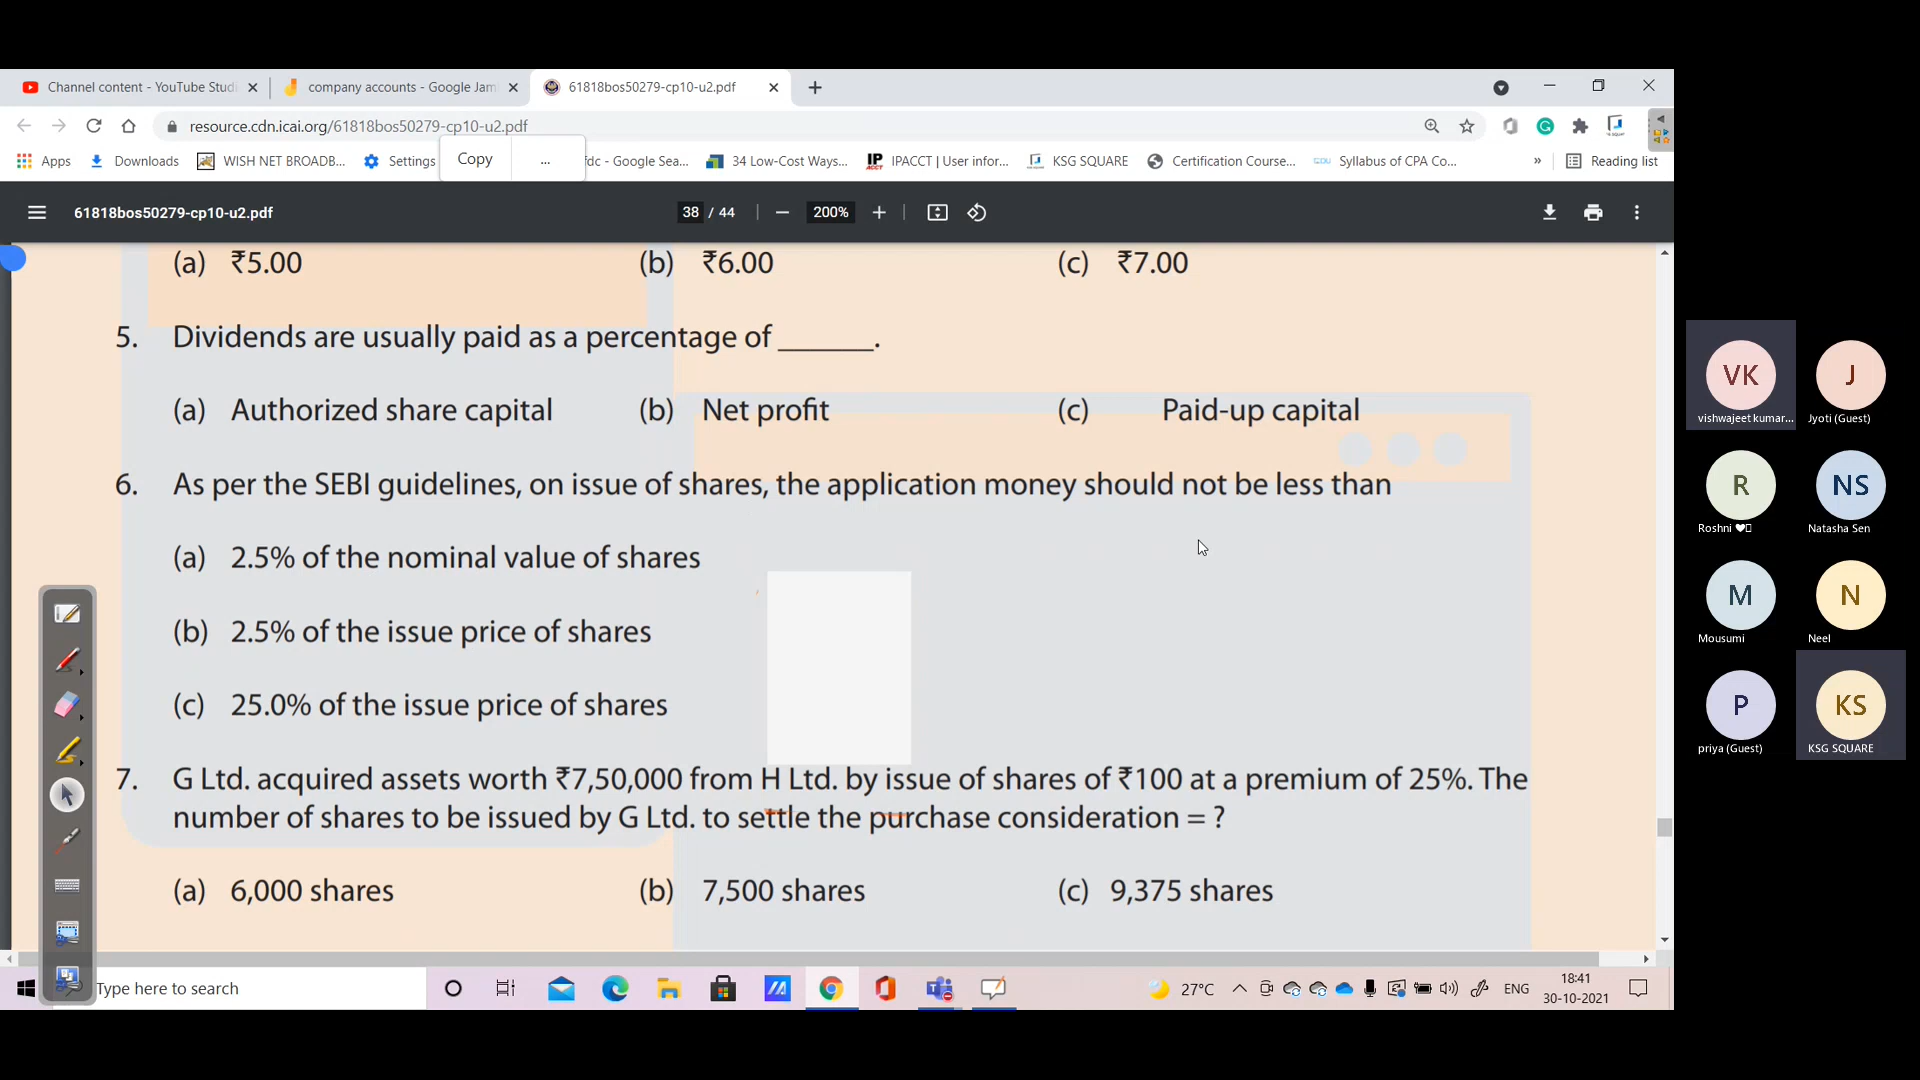 Channel content - YouTube Studi
company accounts - Google Jam
61818bos50279-cp10-u2.pdf
resource.cdn.icai.org/61818bos50279-cp10-u2.pdf
Apps
Downloads
WISH NET BROADB...
Settings
Copy
...
fdc - Google Sea...
34 Low-Cost Ways...
IP
ACCT
IPACCT | User infor...
KSG SQUARE
Certification Course...
Syllabus of CPA Co...
»
Reading list
61818bos50279-cp10-u2.pdf
38 / 44
200%
(a) ₹5.00 (b) ₹6.00 (c) ₹7.00
5. Dividends are usually paid as a percentage of ______.
(a) Authorized share capital (b) Net profit (c) Paid-up capital
6. As per the SEBI guidelines, on issue of shares, the application money should not be less than
(a) 2.5% of the nominal value of shares
(b) 2.5% of the issue price of shares
(c) 25.0% of the issue price of shares
7. G Ltd. acquired assets worth ₹7,50,000 from H Ltd. by issue of shares of ₹100 at a premium of 25%. The
number of shares to be issued by G Ltd. to settle the purchase consideration = ?
(a) 6,000 shares (b) 7,500 shares (c) 9,375 shares
Type here to search
27°C
ENG
18:41
30-10-2021
VK
vishwajeet kumar...
J
Jyoti (Guest)
R
Roshni ❤
NS
Natasha Sen
M
Mousumi
N
Neel
P
priya (Guest)
KS
KSG SQUARE